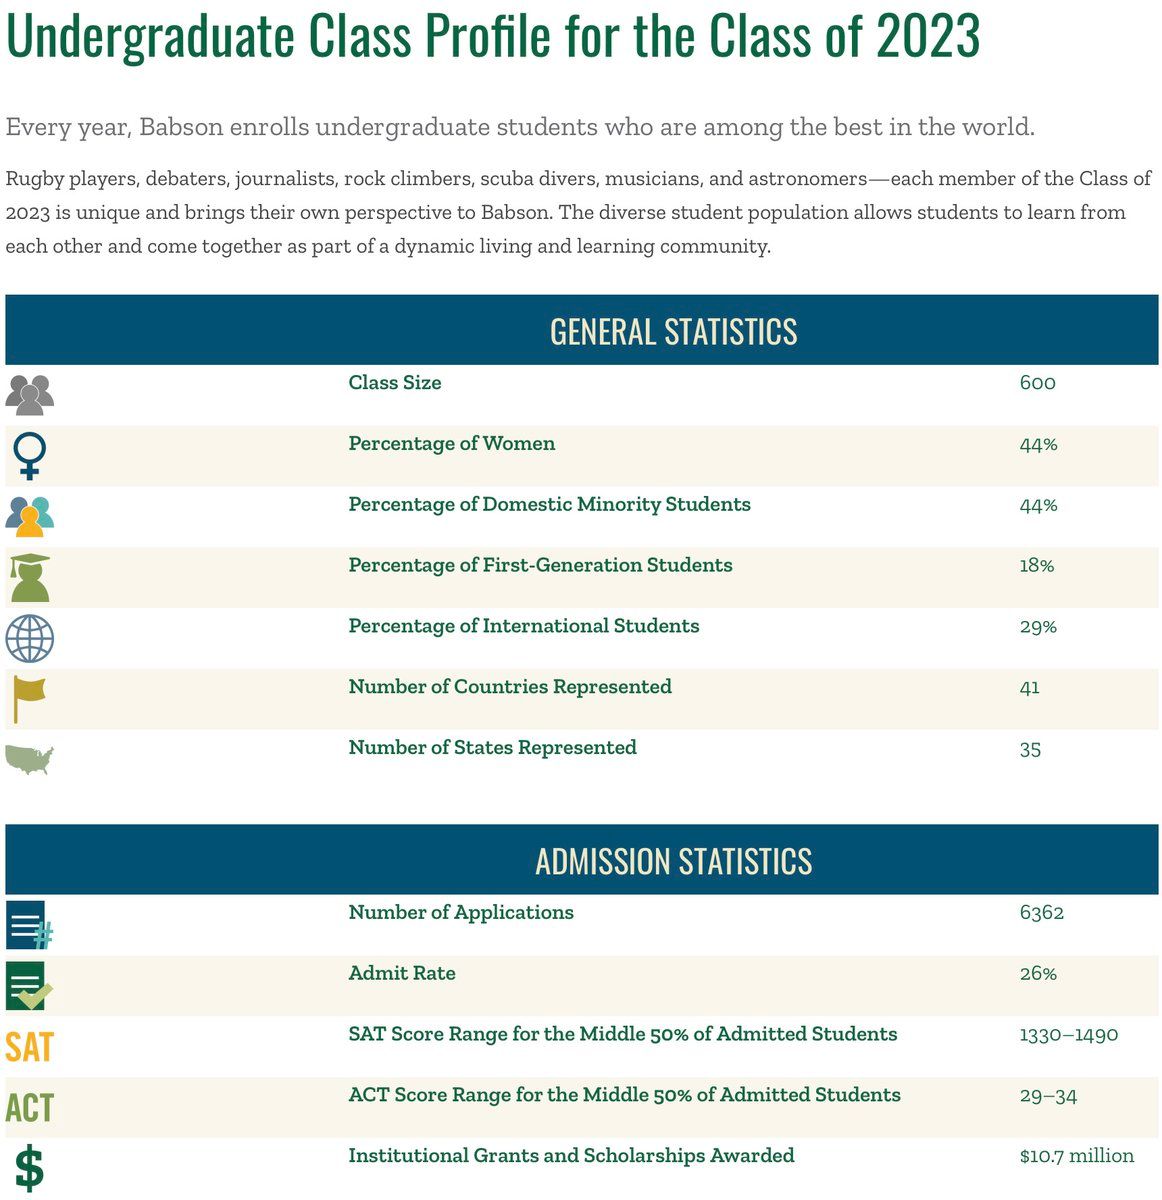 Undergraduate Class Profile for the Class of 2023
Every year, Babson enrolls undergraduate students who are among the best in the world.
Rugby players, debaters, journalists, rock climbers, scuba divers, musicians, and astronomers—each member of the Class of
2023 is unique and brings their own perspective to Babson. The diverse student population allows students to learn from
each other and come together as part of a dynamic living and learning community.
GENERAL STATISTICS
Class Size 600
Percentage of Women 44%
Percentage of Domestic Minority Students 44%
Percentage of First-Generation Students 18%
Percentage of International Students 29%
Number of Countries Represented 41
Number of States Represented 35
ADMISSION STATISTICS
# Number of Applications 6362
Admit Rate 26%
SAT SAT Score Range for the Middle 50% of Admitted Students 1330–1490
ACT ACT Score Range for the Middle 50% of Admitted Students 29–34
$ Institutional Grants and Scholarships Awarded $10.7 million